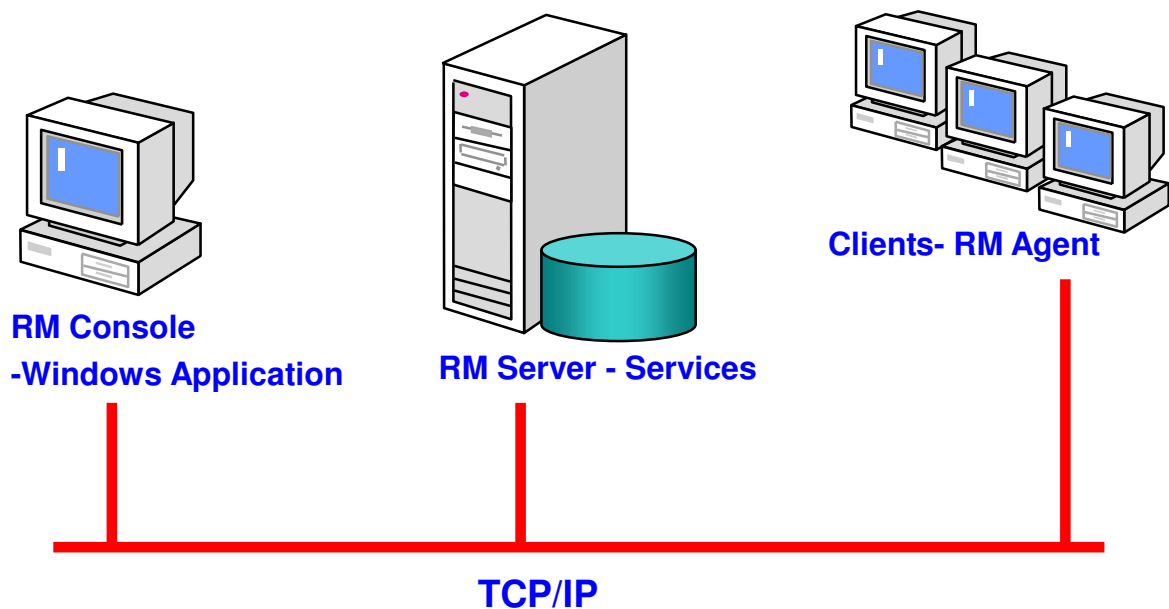 RM Console
-Windows Application
RM Server - Services
Clients- RM Agent
TCP/IP